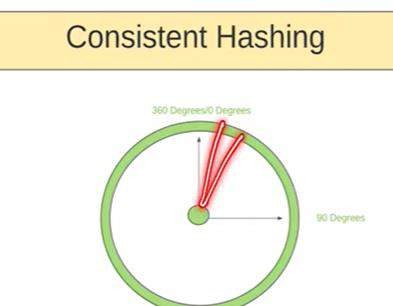 Consistent Hashing
360 Degrees/0 Degrees
90 Degrees